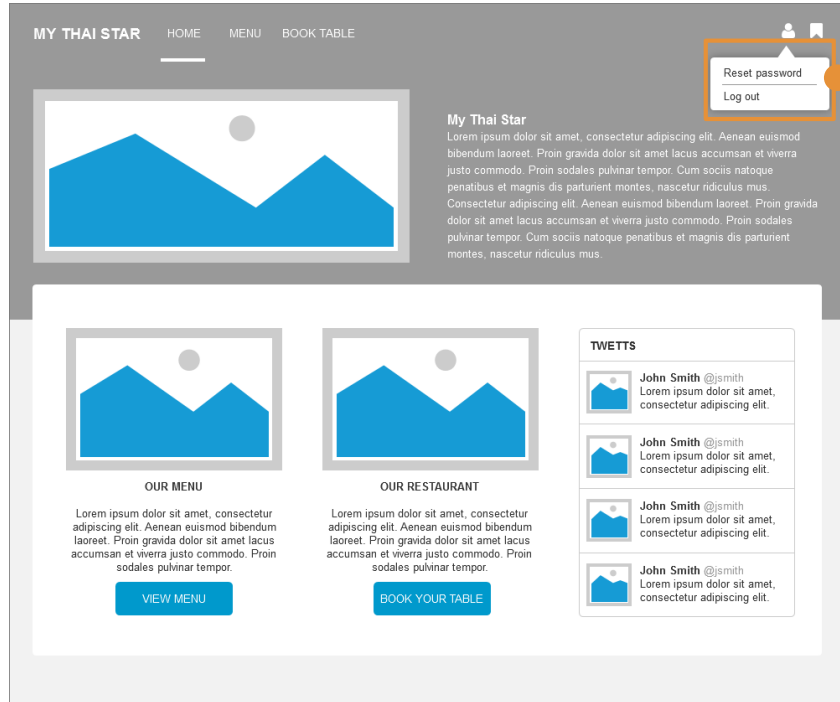 MY THAI STAR HOME MENU BOOK TABLE
Reset password
Log out
My Thai Star
Lorem ipsum dolor sit amet, consectetur adipiscing elit. Aenean euismod
bibendum laoreet. Proin gravida dolor sit amet lacus accumsan et viverra
justo commodo. Proin sodales pulvinar tempor. Cum sociis natoque
penatibus et magnis dis parturient montes, nascetur ridiculus mus.
Consectetur adipiscing elit. Aenean euismod bibendum laoreet. Proin gravida
dolor sit amet lacus accumsan et viverra justo commodo. Proin sodales
pulvinar tempor. Cum sociis natoque penatibus et magnis dis parturient
montes, nascetur ridiculus mus.
OUR MENU
Lorem ipsum dolor sit amet, consectetur
adipiscing elit. Aenean euismod bibendum
laoreet. Proin gravida dolor sit amet lacus
accumsan et viverra justo commodo. Proin
sodales pulvinar tempor.
VIEW MENU
OUR RESTAURANT
Lorem ipsum dolor sit amet, consectetur
adipiscing elit. Aenean euismod bibendum
laoreet. Proin gravida dolor sit amet lacus
accumsan et viverra justo commodo. Proin
sodales pulvinar tempor.
BOOK YOUR TABLE
TWETTS
John Smith @jsmith
Lorem ipsum dolor sit amet,
consectetur adipiscing elit.
John Smith @jsmith
Lorem ipsum dolor sit amet,
consectetur adipiscing elit.
John Smith @jsmith
Lorem ipsum dolor sit amet,
consectetur adipiscing elit.
John Smith @jsmith
Lorem ipsum dolor sit amet,
consectetur adipiscing elit.